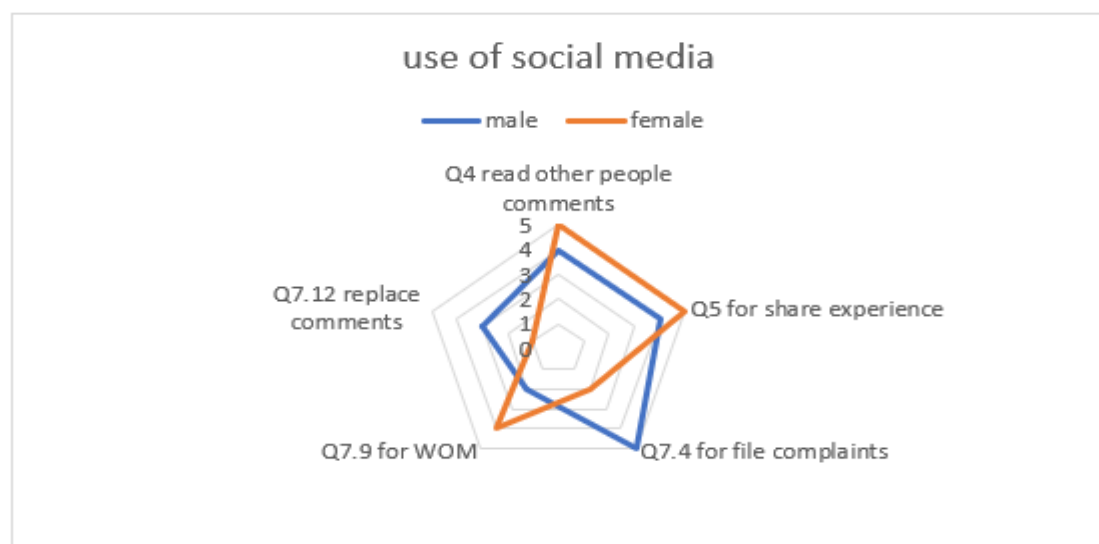 use of social media
male female
Q4 read other people
comments
5
4
3
2
1
0
Q5 for share experience
Q7.4 for file complaints
Q7.9 for WOM
Q7.12 replace
comments